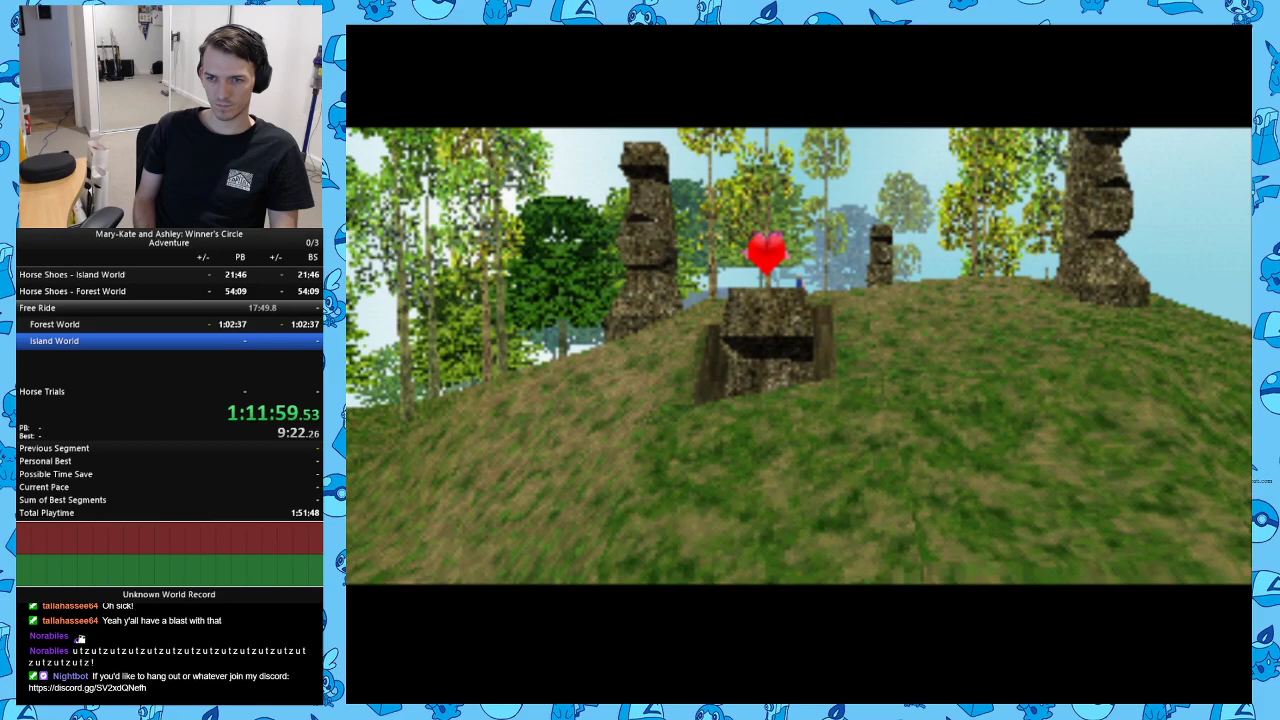 Mary-Kate and Ashley: Winner's Circle
Adventure 0/3
+/- PB +/- BS
Horse Shoes - Island World - 21:46 - 21:46
Horse Shoes - Forest World - 54:09 - 54:09
Free Ride 17:49.8 -
Forest World - 1:02:37 - 1:02:37
Island World - -
Horse Trials - -
1:11:59.53
PB: -
Best: - 9:22.26
Previous Segment -
Personal Best -
Possible Time Save -
Current Pace -
Sum of Best Segments -
Total Playtime 1:51:48
Unknown World Record
tallahassee64 Oh sick!
tallahassee64 Yeah y'all have a blast with that
Norabiles
Norabiles u t z u t z u t z u t z u t z u t z u t z u t z u t z u t z u t z u t z u t
z u t z u t z u t z !
Nightbot If you'd like to hang out or whatever join my discord:
https://discord.gg/SV2xdQNefh